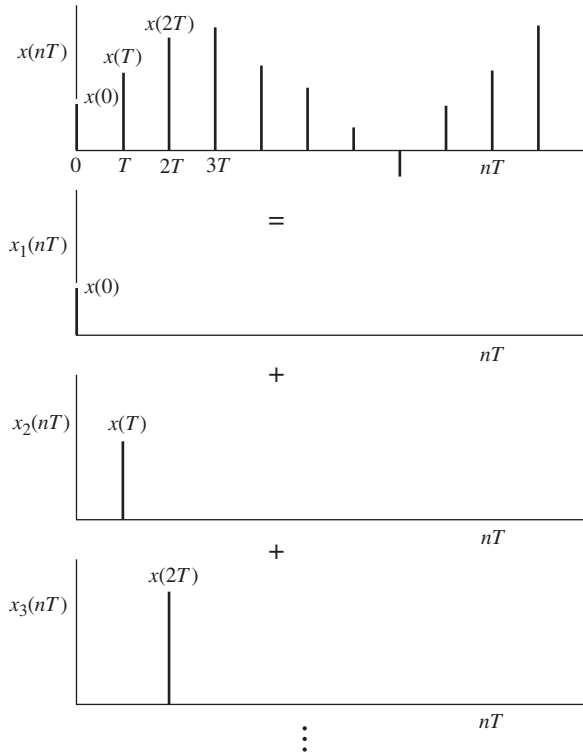 x(nT)
x(0)
x(T)
x(2T)
0 T 2T 3T nT
=
x₁(nT)
x(0)
nT
+
x₂(nT)
x(T)
nT
+
x₃(nT)
x(2T)
nT
⋮